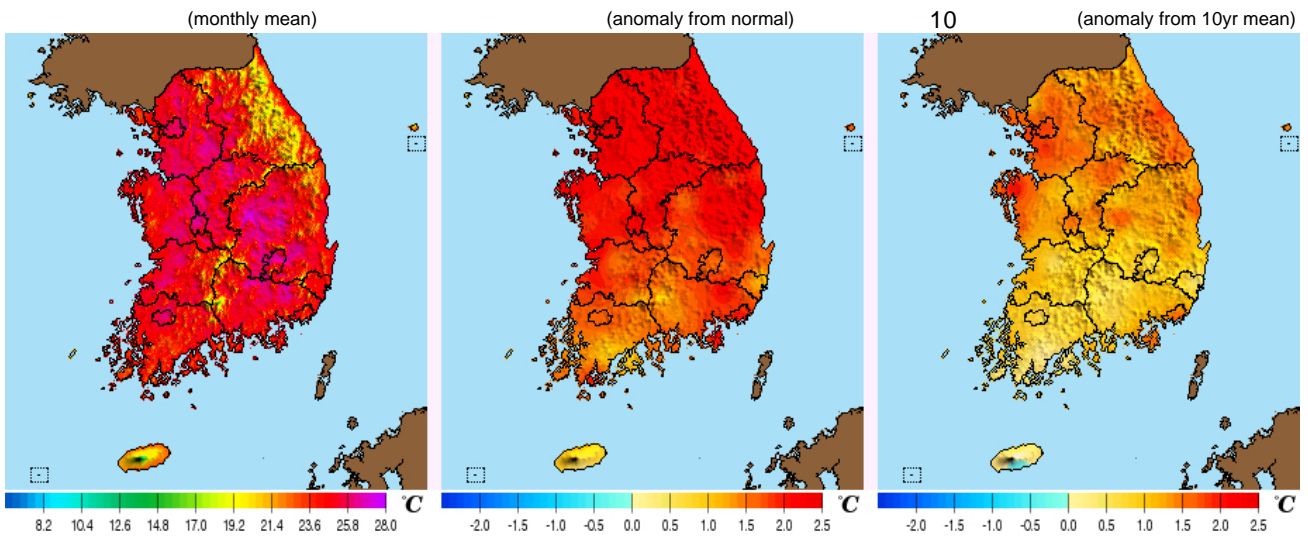 (monthly mean)
(anomaly from normal)
10 (anomaly from 10yr mean)
8.2 10.4 12.6 14.8 17.0 19.2 21.4 23.6 25.8 28.0 °C
-2.0 -1.5 -1.0 -0.5 0.0 0.5 1.0 1.5 2.0 2.5 °C
-2.0 -1.5 -1.0 -0.5 0.0 0.5 1.0 1.5 2.0 2.5 °C